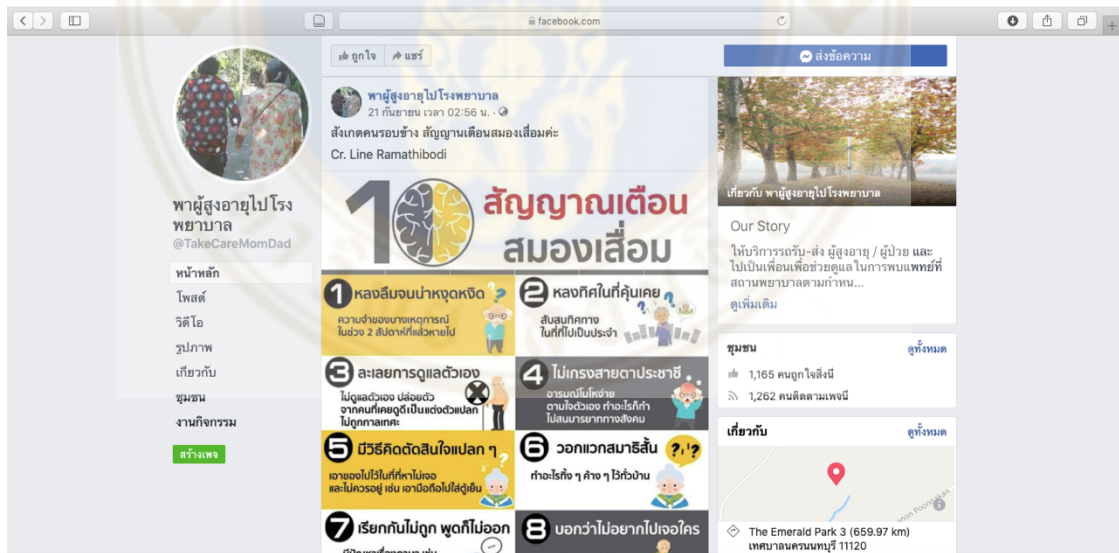 facebook.com
ถูกใจ
แชร์
ส่งข้อความ
พาผู้สูงอายุไปโรงพยาบาล
21 กันยายน เวลา 02:56 น.
สังเกตคนรอบข้าง สัญญานเตือนสมองเสื่อมค่ะ
Cr. Line Ramathibodi
10 สัญญาณเตือน
สมองเสื่อม
1 หลงลืมจนน่าหงุดหงิด
ความจำของบางเหตุการณ์
ในช่วง 2 สัปดาห์ที่แล้วหายไป
2 หลงทิศในที่คุ้นเคย
สับสนทิศทาง
ในที่ที่ไปเป็นประจำ
3 ละเลยการดูแลตัวเอง
ไม่ดูแลตัวเอง ปล่อยตัว
จากคนที่เคยดูดีเป็นแต่งตัวแปลก
ไม่ถูกกาลเทศะ
4 ไม่เกรงสายตาประชาชี
อารมณ์โมโหง่าย
ตามใจตัวเอง ทำอะไรก็ทำ
ไม่สนมารยาททางสังคม
5 มีวิธีคิดตัดสินใจแปลก ๆ
เอาของไปไว้ในที่ที่หาไม่เจอ
และไม่ควรอยู่ เช่น เอามือถือไปใส่ตู้เย็น
6 วอกแวกสมาธิสั้น
ทำอะไรทิ้ง ๆ ค้าง ๆ ไว้ทั่วบ้าน
7 เรียกกันไม่ถูก พูดก็ไม่ออก
8 บอกว่าไม่อยากไปเจอใคร
พาผู้สูงอายุไปโรง
พยาบาล
@TakeCareMomDad
หน้าหลัก
โพสต์
วิดีโอ
รูปภาพ
เกี่ยวกับ
ชุมชน
งานกิจกรรม
สร้างเพจ
เกี่ยวกับ พาผู้สูงอายุไปโรงพยาบาล
Our Story
ให้บริการรถรับ-ส่ง ผู้สูงอายุ / ผู้ป่วย และ
ไปเป็นเพื่อนเพื่อช่วยดูแลในการพบแพทย์ที่
สถานพยาบาลตามกำหน...
ดูเพิ่มเติม
ชุมชน ดูทั้งหมด
1,165 คนถูกใจสิ่งนี้
1,262 คนติดตามเพจนี้
เกี่ยวกับ ดูทั้งหมด
The Emerald Park 3 (659.97 km)
เทศบาลนครนนทบุรี 11120